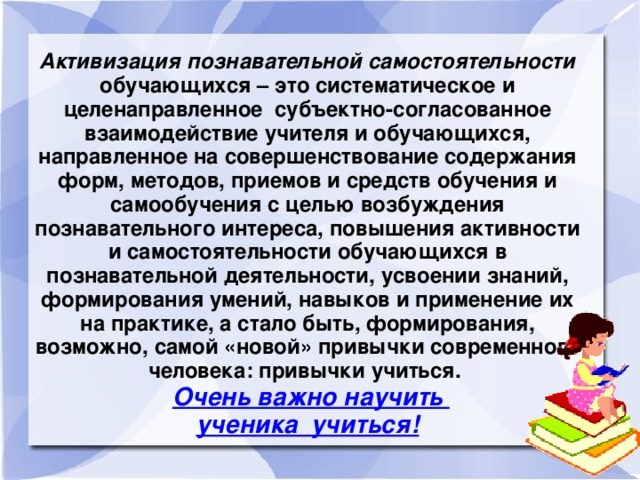 Активизация познавательной самостоятельности
обучающихся – это систематическое и
целенаправленное субъектно-согласованное
взаимодействие учителя и обучающихся,
направленное на совершенствование содержания
форм, методов, приемов и средств обучения и
самообучения с целью возбуждения
познавательного интереса, повышения активности
и самостоятельности обучающихся в
познавательной деятельности, усвоении знаний,
формирования умений, навыков и применение их
на практике, а стало быть, формирования,
возможно, самой «новой» привычки современного
человека: привычки учиться.
Очень важно научить
ученика учиться!